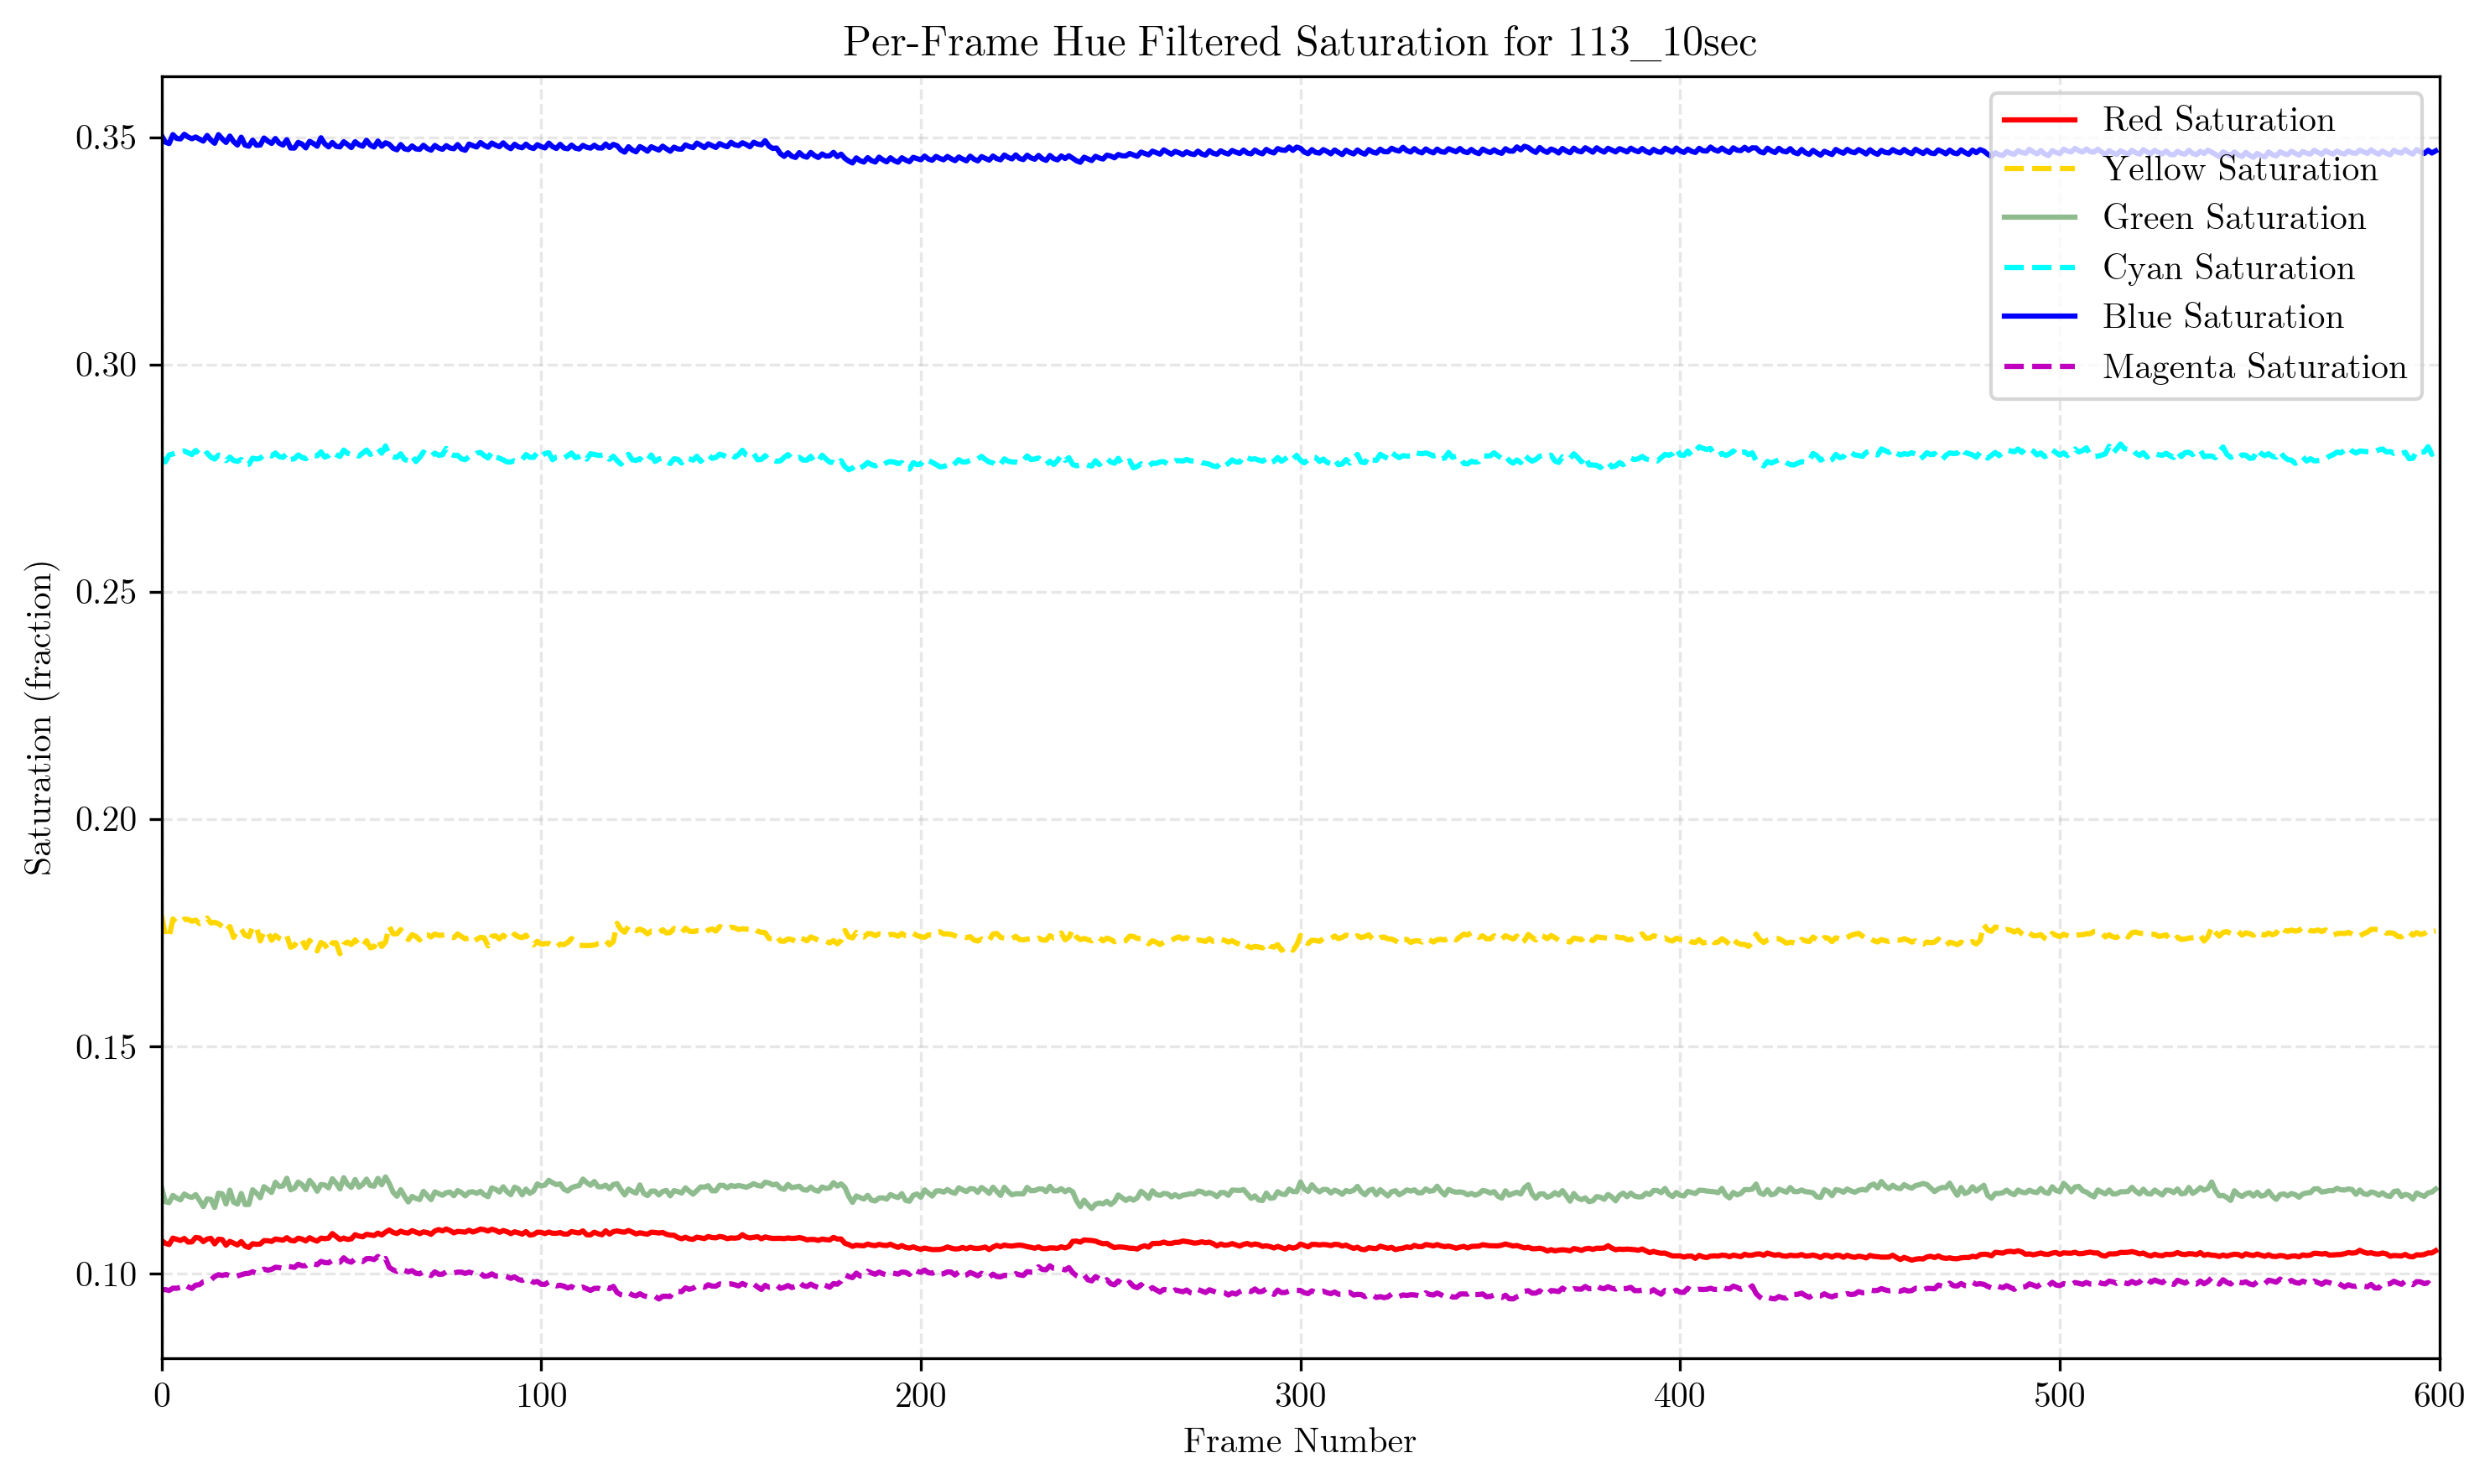 Per-Frame Hue Filtered Saturation for 113__10sec
Saturation (fraction)
0.35
0.30
0.25
0.20
0.15
0.10
Red Saturation
Yellow Saturation
Green Saturation
Cyan Saturation
Blue Saturation
Magenta Saturation
0 100 200 300 400 500 600
Frame Number